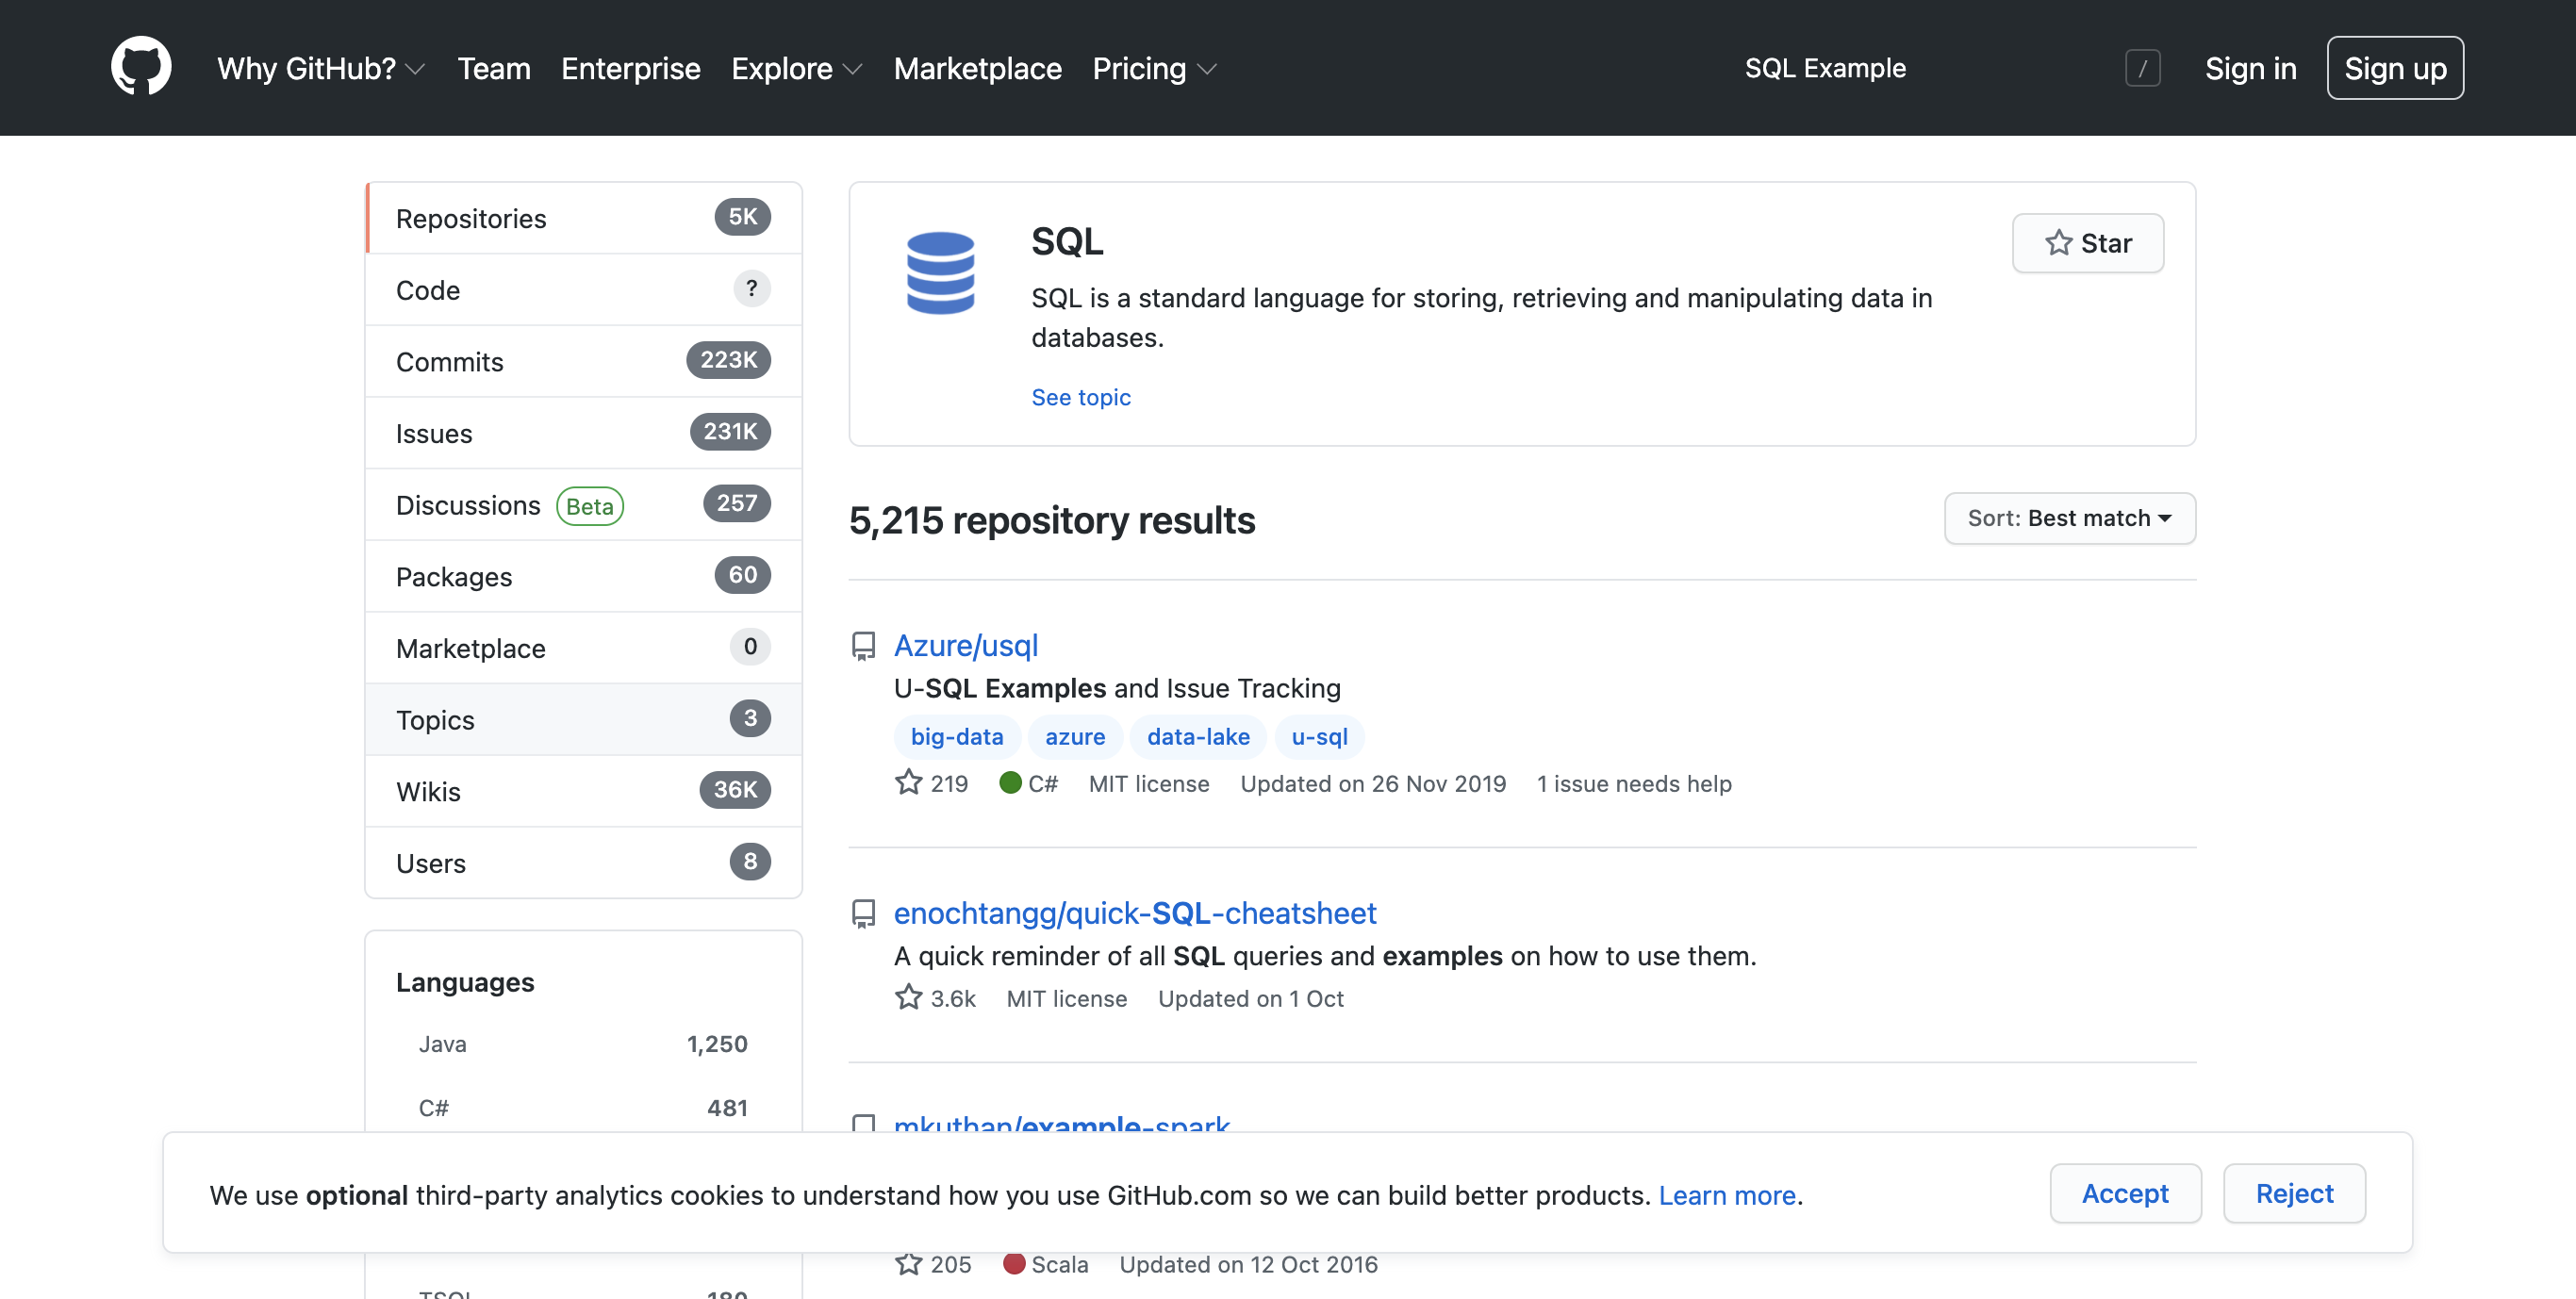 Why GitHub? Team Enterprise Explore Marketplace Pricing SQL Example / Sign in Sign up
Repositories 5K
Code ?
Commits 223K
Issues 231K
Discussions Beta 257
Packages 60
Marketplace 0
Topics 3
Wikis 36K
Users 8
Languages
Java 1,250
C# 481
SQL
Star
SQL is a standard language for storing, retrieving and manipulating data in
databases.
See topic
5,215 repository results
Sort: Best match
Azure/usql
U-SQL Examples and Issue Tracking
big-data azure data-lake u-sql
219 C# MIT license Updated on 26 Nov 2019 1 issue needs help
enochtangg/quick-SQL-cheatsheet
A quick reminder of all SQL queries and examples on how to use them.
3.6k MIT license Updated on 1 Oct
mkuthan/example-spark
We use optional third-party analytics cookies to understand how you use GitHub.com so we can build better products. Learn more.
Accept Reject
205 Scala Updated on 12 Oct 2016